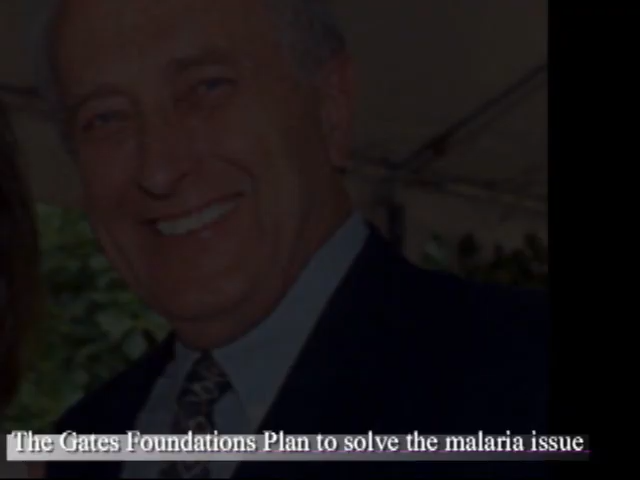 The Gates Foundations Plan to solve the malaria issue